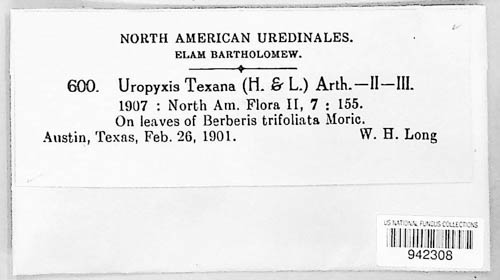 NORTH AMERICAN UREDINALES.
ELAM BARTHOLOMEW.
600. Uropyxis Texana (H. & L.) Arth.—II—III.
1907 : North Am. Flora II, 7 : 155.
On leaves of Berberis trifoliata Moric.
Austin, Texas, Feb. 26, 1901. W. H. Long
US NATIONAL FUNGUS COLLECTIONS
942308